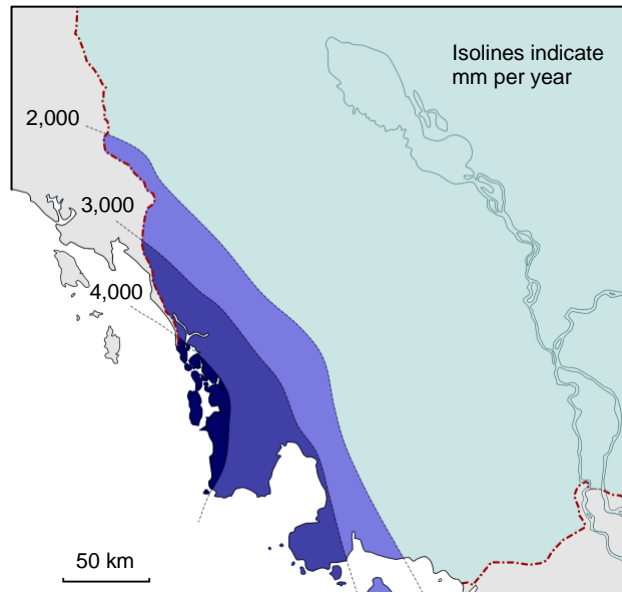 Isolines indicate
mm per year
2,000
3,000
4,000
50 km